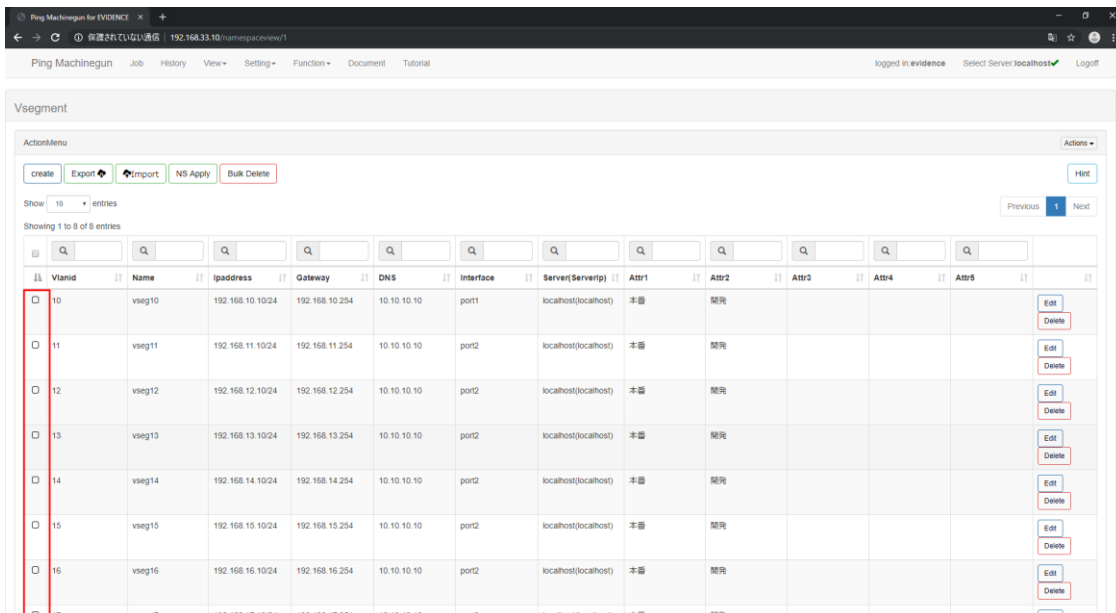 Ping Machinegun for EVIDENCE
保護されていない通信 | 192.168.33.10/namespaceview/1
Ping Machinegun Job History View Setting Function Document Tutorial logged in:evidence Select Server:localhost Logoff
Vsegment
ActionMenu Actions
create Export Import NS Apply Bulk Delete Hint
Show 10 entries Previous 1 Next
Showing 1 to 8 of 8 entries
Vlanid Name Ipaddress Gateway DNS Interface Server(Serverip) Attr1 Attr2 Attr3 Attr4 Attr5
10 vseg10 192.168.10.10/24 192.168.10.254 10.10.10.10 port1 localhost(localhost) 本番 開発 Edit
Delete
11 vseg11 192.168.11.10/24 192.168.11.254 10.10.10.10 port2 localhost(localhost) 本番 開発 Edit
Delete
12 vseg12 192.168.12.10/24 192.168.12.254 10.10.10.10 port2 localhost(localhost) 本番 開発 Edit
Delete
13 vseg13 192.168.13.10/24 192.168.13.254 10.10.10.10 port2 localhost(localhost) 本番 開発 Edit
Delete
14 vseg14 192.168.14.10/24 192.168.14.254 10.10.10.10 port2 localhost(localhost) 本番 開発 Edit
Delete
15 vseg15 192.168.15.10/24 192.168.15.254 10.10.10.10 port2 localhost(localhost) 本番 開発 Edit
Delete
16 vseg16 192.168.16.10/24 192.168.16.254 10.10.10.10 port2 localhost(localhost) 本番 開発 Edit
Delete